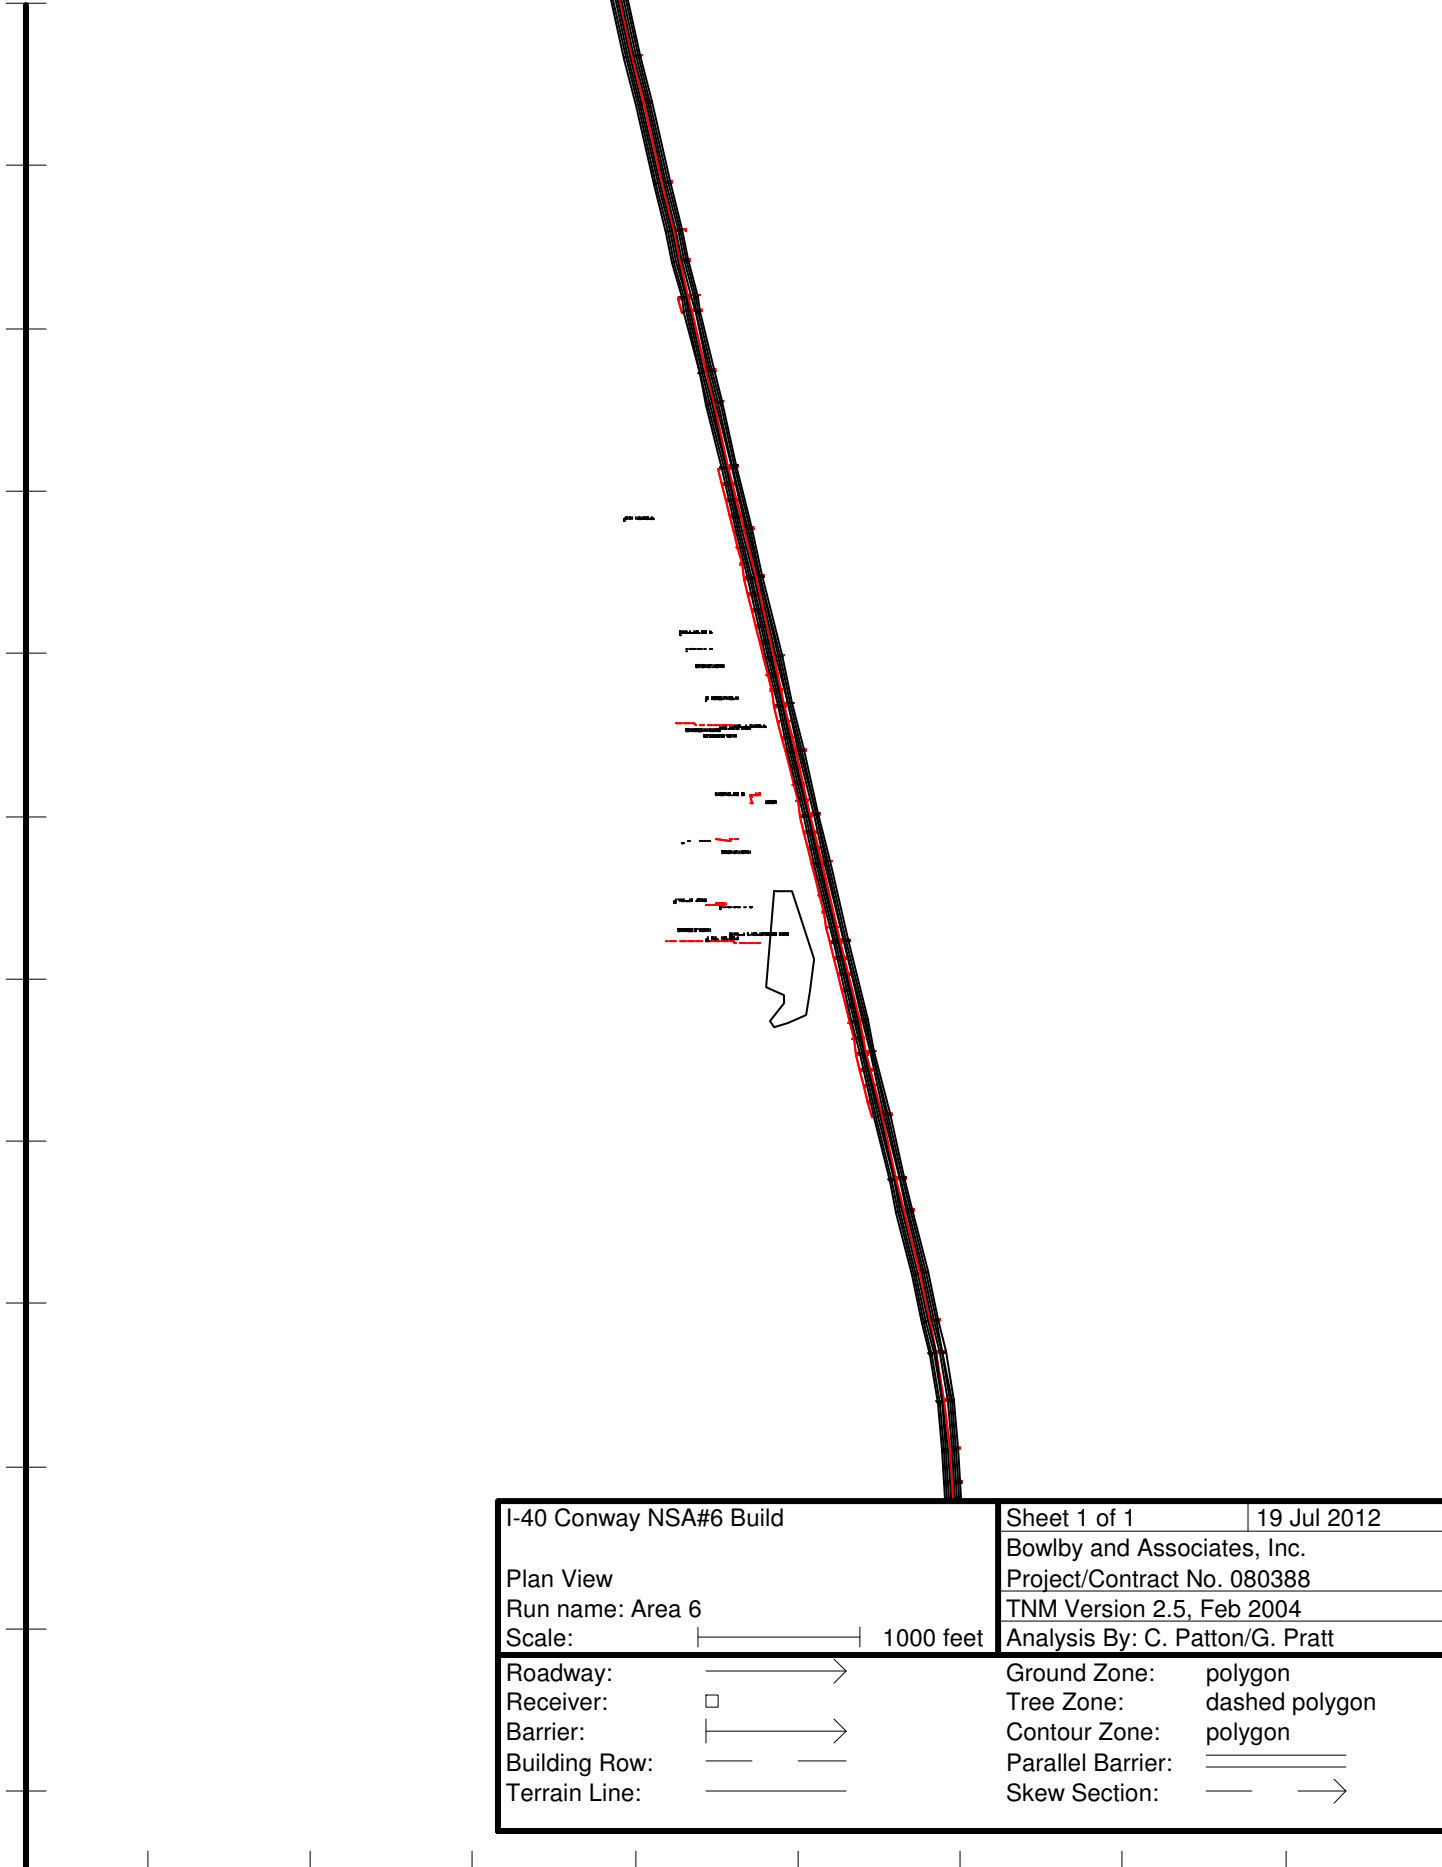 I-40 Conway NSA#6 Build
Plan View
Run name: Area 6
Scale: 1000 feet
Sheet 1 of 1 19 Jul 2012
Bowlby and Associates, Inc.
Project/Contract No. 080388
TNM Version 2.5, Feb 2004
Analysis By: C. Patton/G. Pratt
Roadway:
Receiver:
Barrier:
Building Row:
Terrain Line:
Ground Zone: polygon
Tree Zone: dashed polygon
Contour Zone: polygon
Parallel Barrier:
Skew Section: